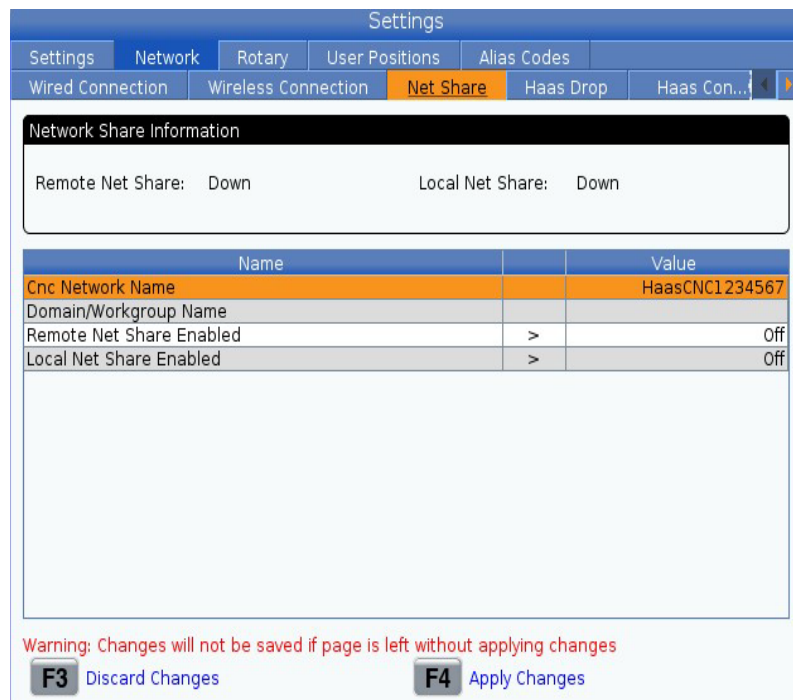 Settings
Settings Network Rotary User Positions Alias Codes
Wired Connection Wireless Connection Net Share Haas Drop Haas Con...
Network Share Information
Remote Net Share: Down Local Net Share: Down
Name Value
Cnc Network Name HaasCNC1234567
Domain/Workgroup Name
Remote Net Share Enabled > Off
Local Net Share Enabled > Off
Warning: Changes will not be saved if page is left without applying changes
F3 Discard Changes F4 Apply Changes